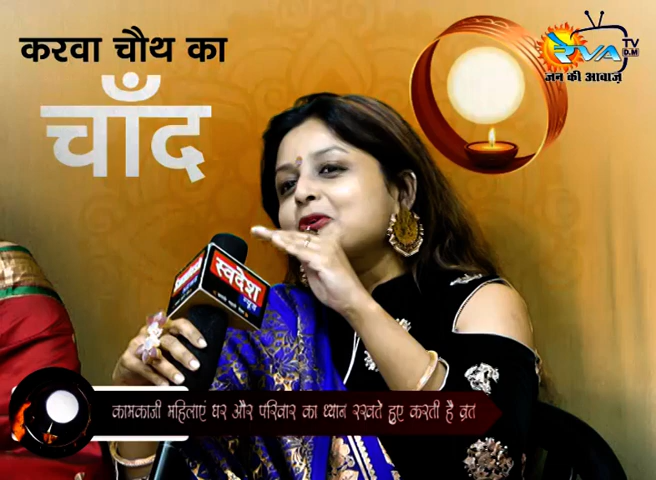 करवा चौथ का
चाँद
RVA TV
D.M
जन की आवाज़
स्वदेश
न्यूज़
कामकाजी महिलाएं घर और परिवार का ध्यान रखते हुए करती है व्रत